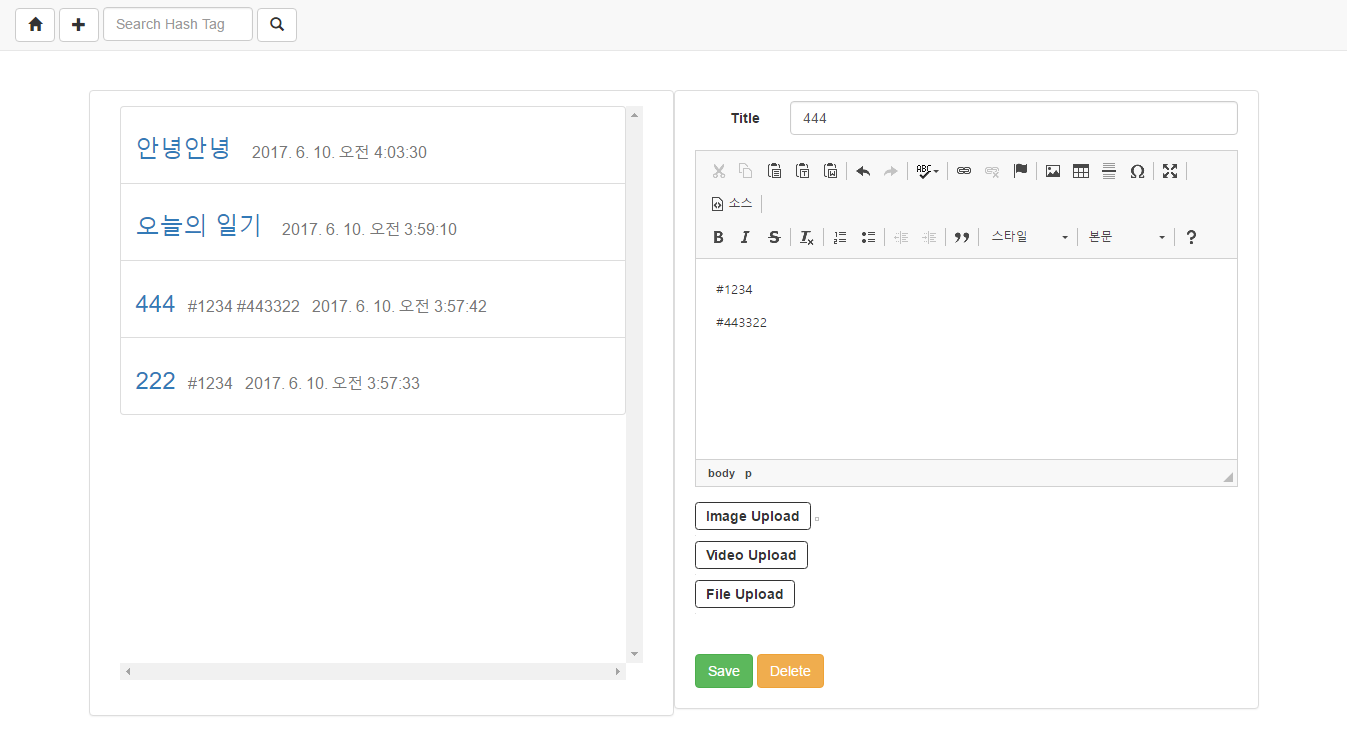 Search Hash Tag
안녕안녕 2017. 6. 10. 오전 4:03:30
오늘의 일기 2017. 6. 10. 오전 3:59:10
444 #1234 #443322 2017. 6. 10. 오전 3:57:42
222 #1234 2017. 6. 10. 오전 3:57:33
Title 444
ABC
소스
B I S Tx 스타일 본문 ?
#1234
#443322
body p
Image Upload
Video Upload
File Upload
Save Delete